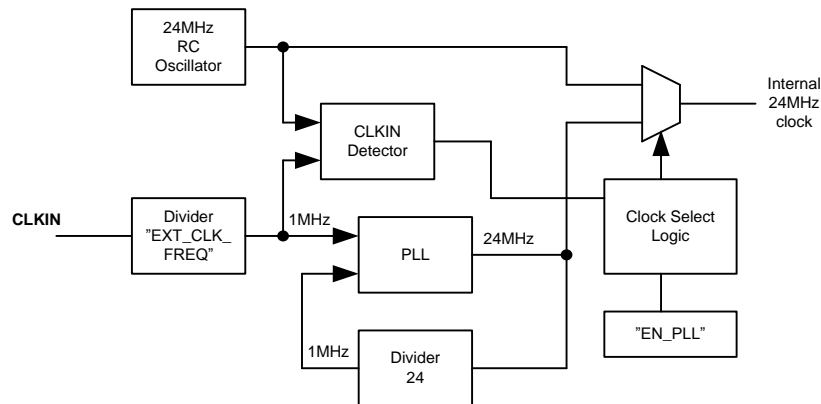 24MHz
RC
Oscillator
CLKIN
Detector
Internal
24MHz
clock
CLKIN
Divider
"EXT_CLK_
FREQ"
1MHz
PLL
24MHz
Clock Select
Logic
1MHz
Divider
24
"EN_PLL"